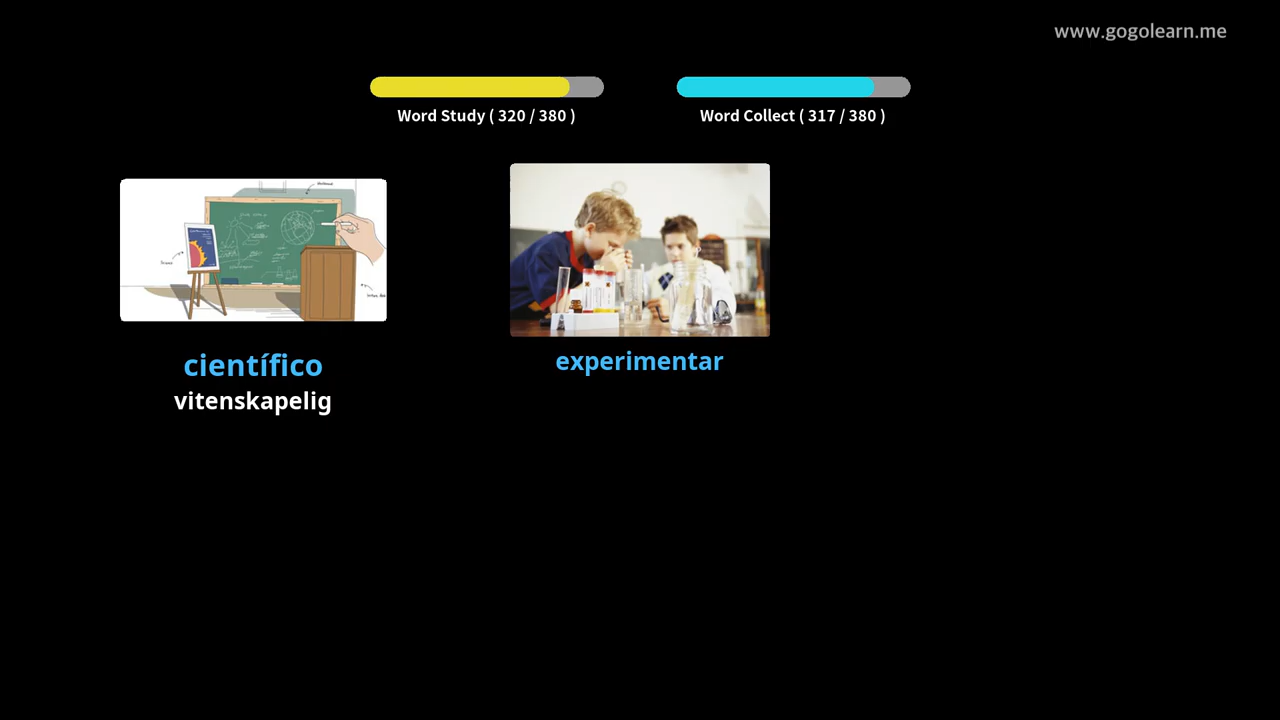 www.gogolearn.me
Word Study ( 320 / 380 )
Word Collect ( 317 / 380 )
científico
vitenskapelig
experimentar